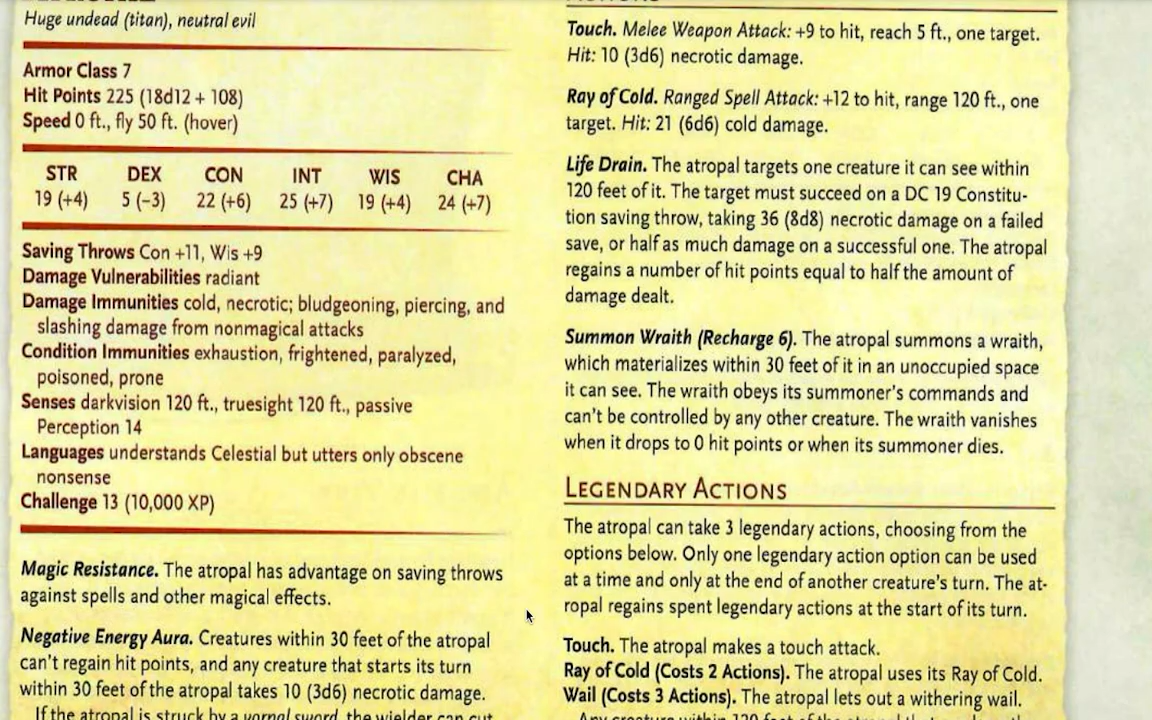 Huge undead (titan), neutral evil
Armor Class 7
Hit Points 225 (18d12 + 108)
Speed 0 ft., fly 50 ft. (hover)
STR DEX CON INT WIS CHA
19 (+4) 5 (−3) 22 (+6) 25 (+7) 19 (+4) 24 (+7)
Saving Throws Con +11, Wis +9
Damage Vulnerabilities radiant
Damage Immunities cold, necrotic; bludgeoning, piercing, and
slashing damage from nonmagical attacks
Condition Immunities exhaustion, frightened, paralyzed,
poisoned, prone
Senses darkvision 120 ft., truesight 120 ft., passive
Perception 14
Languages understands Celestial but utters only obscene
nonsense
Challenge 13 (10,000 XP)
Magic Resistance. The atropal has advantage on saving throws
against spells and other magical effects.
Negative Energy Aura. Creatures within 30 feet of the atropal
can't regain hit points, and any creature that starts its turn
within 30 feet of the atropal takes 10 (3d6) necrotic damage.
If the atropal is struck by a vorpal sword, the wielder can cut
Touch. Melee Weapon Attack: +9 to hit, reach 5 ft., one target.
Hit: 10 (3d6) necrotic damage.
Ray of Cold. Ranged Spell Attack: +12 to hit, range 120 ft., one
target. Hit: 21 (6d6) cold damage.
Life Drain. The atropal targets one creature it can see within
120 feet of it. The target must succeed on a DC 19 Constitu-
tion saving throw, taking 36 (8d8) necrotic damage on a failed
save, or half as much damage on a successful one. The atropal
regains a number of hit points equal to half the amount of
damage dealt.
Summon Wraith (Recharge 6). The atropal summons a wraith,
which materializes within 30 feet of it in an unoccupied space
it can see. The wraith obeys its summoner's commands and
can't be controlled by any other creature. The wraith vanishes
when it drops to 0 hit points or when its summoner dies.
Legendary Actions
The atropal can take 3 legendary actions, choosing from the
options below. Only one legendary action option can be used
at a time and only at the end of another creature's turn. The at-
ropal regains spent legendary actions at the start of its turn.
Touch. The atropal makes a touch attack.
Ray of Cold (Costs 2 Actions). The atropal uses its Ray of Cold.
Wail (Costs 3 Actions). The atropal lets out a withering wail.